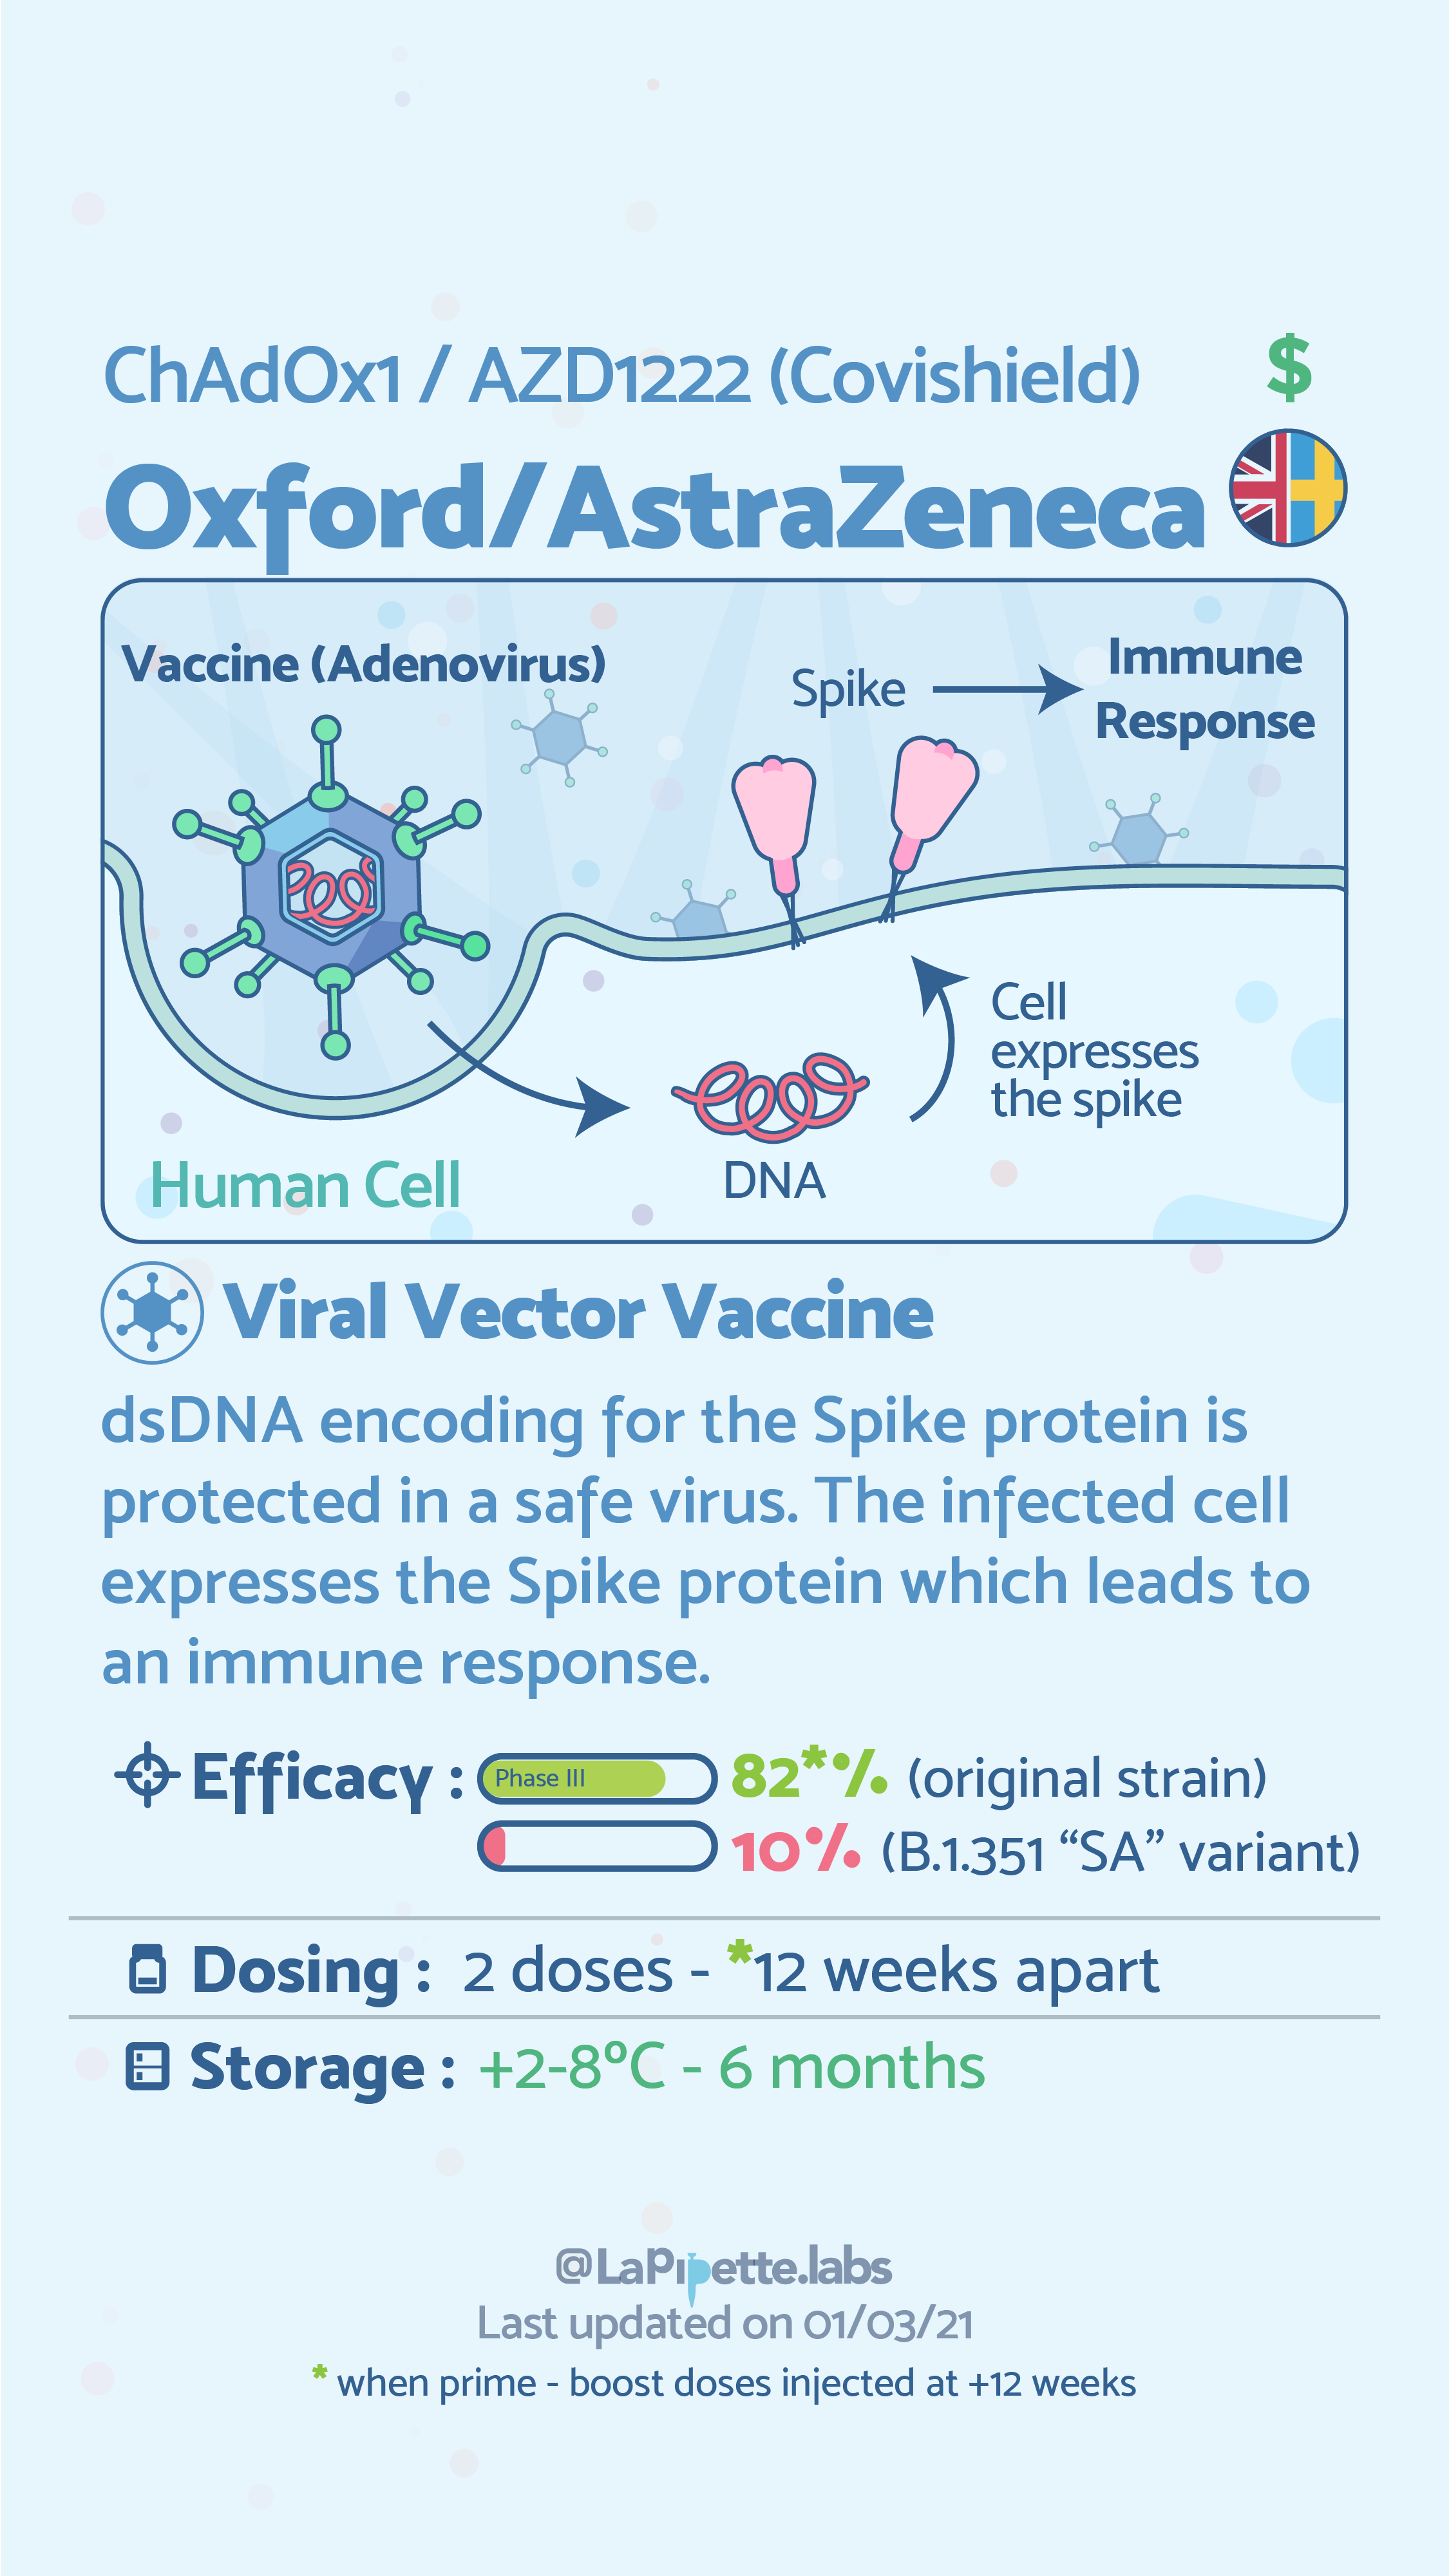 ChAdOx1 / AZD1222 (Covishield) $
Oxford/AstraZeneca
Vaccine (Adenovirus)
Spike
Immune
Response
Cell
expresses
the spike
DNA
Human Cell
Viral Vector Vaccine
dsDNA encoding for the Spike protein is
protected in a safe virus. The infected cell
expresses the Spike protein which leads to
an immune response.
Efficacy : Phase III 82*% (original strain)
10% (B.1.351 “SA” variant)
Dosing : 2 doses - *12 weeks apart
Storage : +2-8°C - 6 months
@LaPipette.labs
Last updated on 01/03/21
* when prime - boost doses injected at +12 weeks